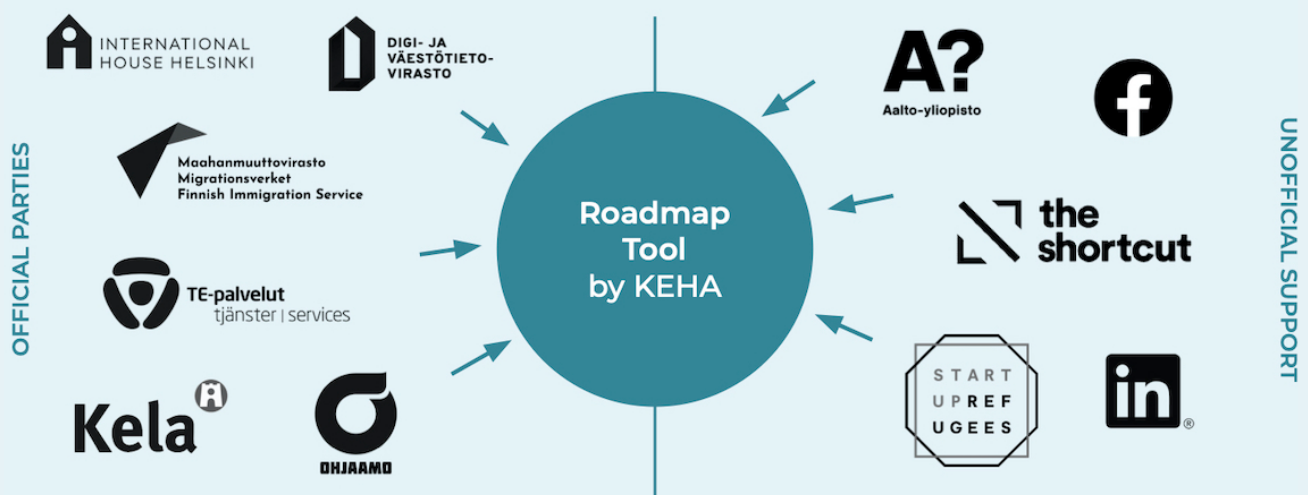 INTERNATIONAL
HOUSE HELSINKI
DIGI- JA
VÄESTÖTIETO-
VIRASTO
Maahanmuuttovirasto
Migrationsverket
Finnish Immigration Service
OFFICIAL PARTIES
TE-palvelut
tjänster | services
Kela
OHJAAMO
Roadmap
Tool
by KEHA
A?
Aalto-yliopisto
f
the
shortcut
START
UPREF
UGEES
in®
UNOFFICIAL SUPPORT